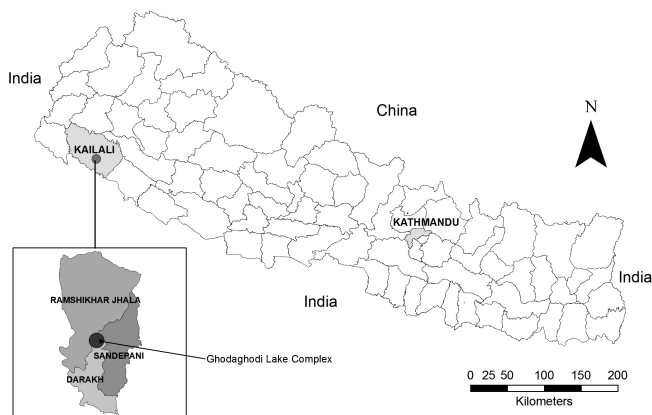 India
China
N
KAILALI
KATHMANDU
India
India
RAMSHIKHAR JHALA
SANDEPANI
Ghodaghodi Lake Complex
DARAKH
0 25 50 100 150 200
Kilometers